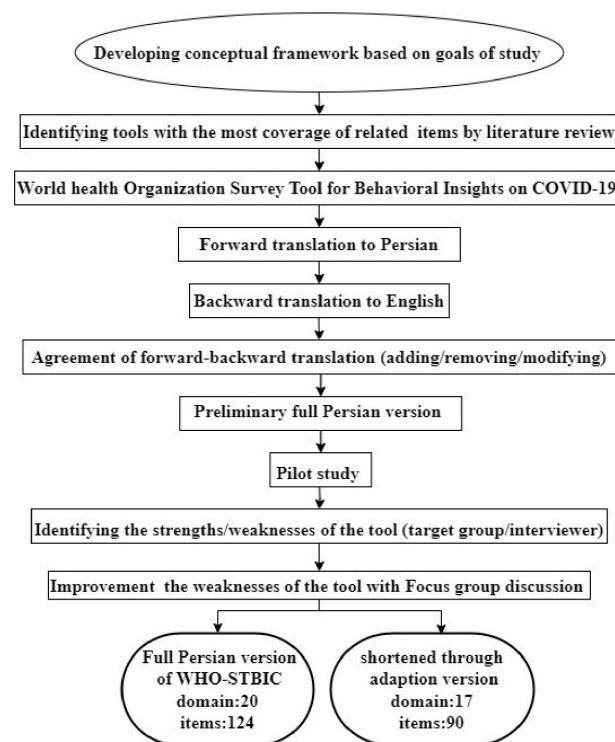 Developing conceptual framework based on goals of study
Identifying tools with the most coverage of related items by literature review
World health Organization Survey Tool for Behavioral Insights on COVID-19
Forward translation to Persian
Backward translation to English
Agreement of forward-backward translation (adding/removing/modifying)
Preliminary full Persian version
Pilot study
Identifying the strengths/weaknesses of the tool (target group/interviewer)
Improvement the weaknesses of the tool with Focus group discussion
Full Persian version
of WHO-STBIC
domain:20
items:124
shortened through
adaption version
domain:17
items:90